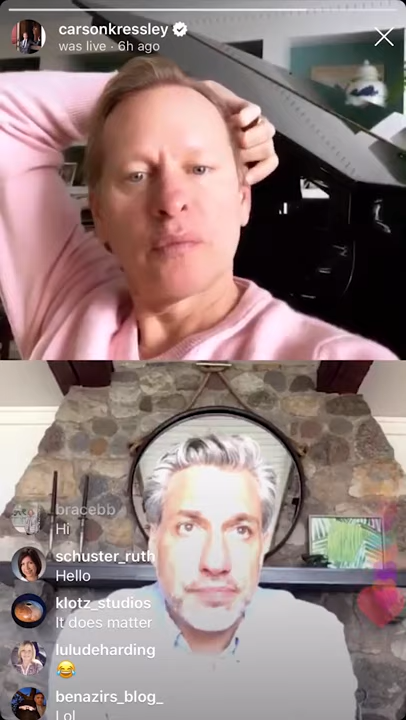 carsonkressley
was live · 6h ago
bracebb
Hi
schuster_ruth
Hello
klotz_studios
It does matter
luludeharding
😂
benazirs_blog_
Lol